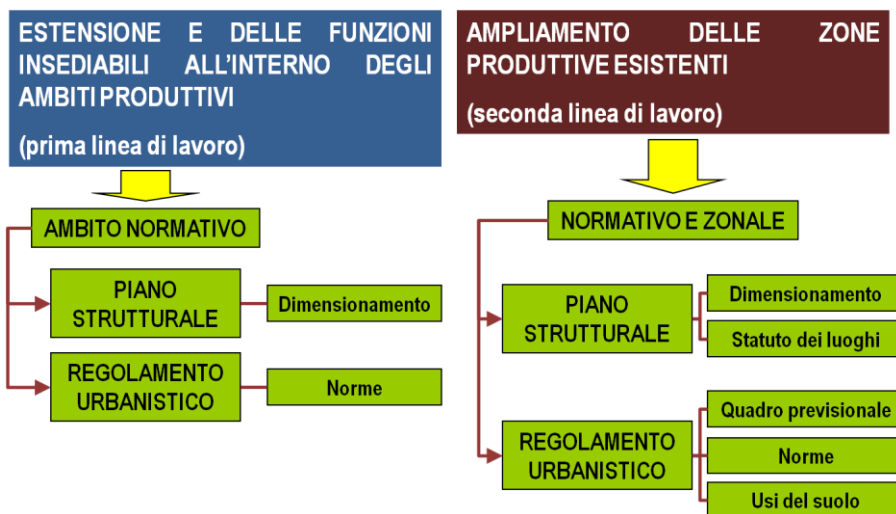 ESTENSIONE E DELLE FUNZIONI
INSEDIABILI ALL'INTERNO DEGLI
AMBITI PRODUTTIVI
(prima linea di lavoro)
AMBITO NORMATIVO
PIANO
STRUTTURALE
Dimensionamento
REGOLAMENTO
URBANISTICO
Norme
AMPLIAMENTO DELLE ZONE
PRODUTTIVE ESISTENTI
(seconda linea di lavoro)
NORMATIVO E ZONALE
PIANO
STRUTTURALE
Dimensionamento
Statuto dei luoghi
REGOLAMENTO
URBANISTICO
Quadro previsionale
Norme
Usi del suolo